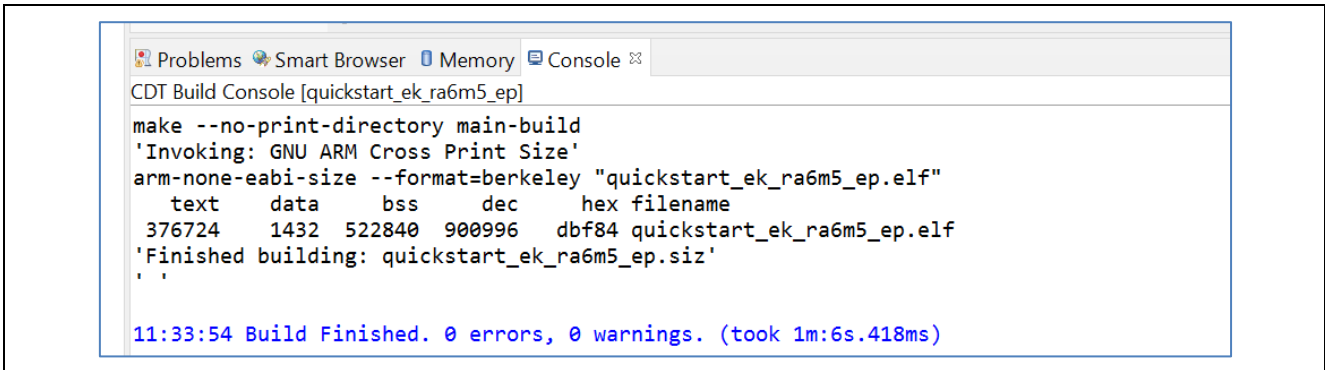 Problems Smart Browser Memory Console
CDT Build Console [quickstart_ek_ra6m5_ep]
make --no-print-directory main-build
'Invoking: GNU ARM Cross Print Size'
arm-none-eabi-size --format=berkeley "quickstart_ek_ra6m5_ep.elf"
   text    data     bss     dec     hex filename
 376724    1432  522840  900996   dbf84 quickstart_ek_ra6m5_ep.elf
'Finished building: quickstart_ek_ra6m5_ep.siz'
' '
11:33:54 Build Finished. 0 errors, 0 warnings. (took 1m:6s.418ms)